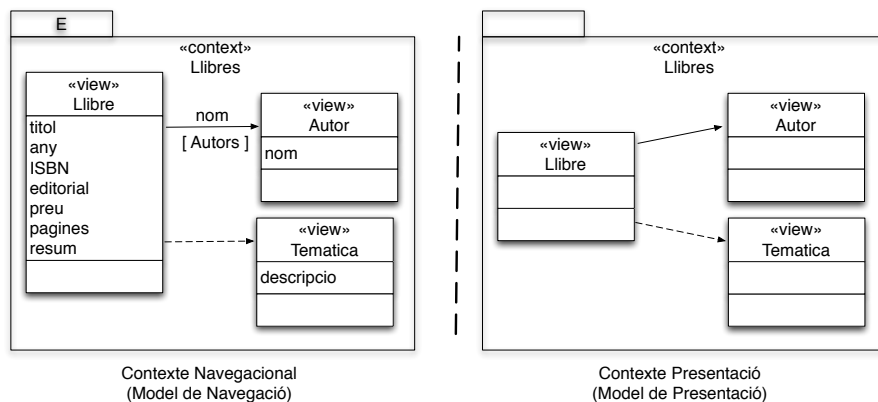 E
«context»
Llibres
«view»
Llibre
titol
any
ISBN
editorial
preu
pagines
resum
nom
[ Autors ]
«view»
Autor
nom
«view»
Tematica
descripcio
Contexte Navegacional
(Model de Navegació)
«context»
Llibres
«view»
Llibre
«view»
Autor
«view»
Tematica
Contexte Presentació
(Model de Presentació)